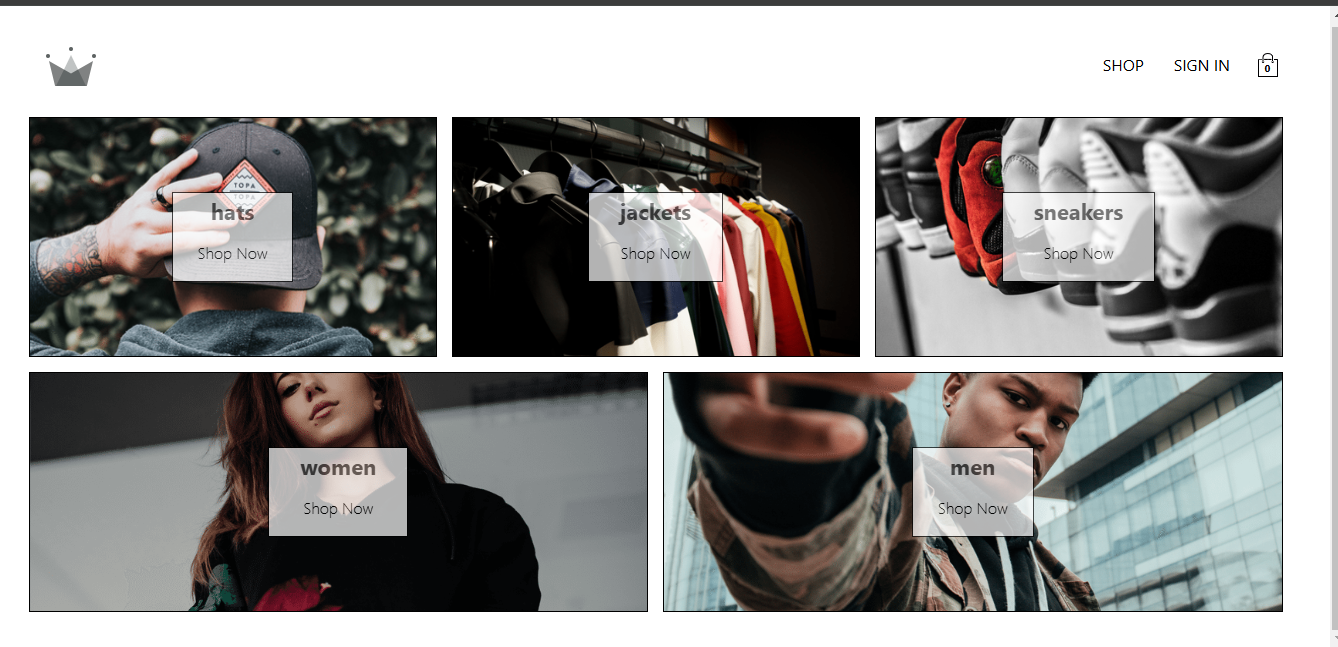 SHOP SIGN IN
0
TOPA
TOPA
hats
Shop Now
jackets
Shop Now
sneakers
Shop Now
women
Shop Now
men
Shop Now